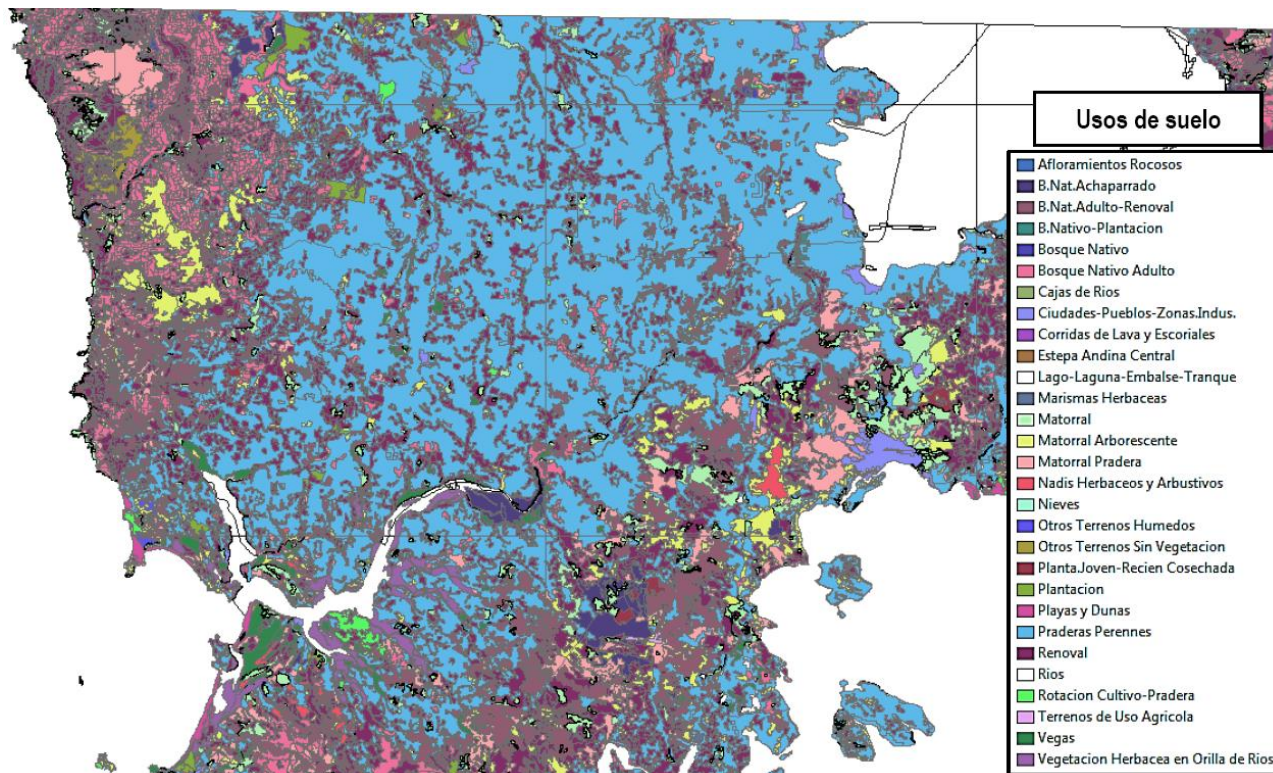 Usos de suelo
Afloramientos Rocosos
B.Nat.Achaparrado
B.Nat.Adulto-Renoval
B.Nativo-Plantacion
Bosque Nativo
Bosque Nativo Adulto
Cajas de Rios
Ciudades-Pueblos-Zonas.Indus.
Corridas de Lava y Escoriales
Estepa Andina Central
Lago-Laguna-Embalse-Tranque
Marismas Herbaceas
Matorral
Matorral Arborescente
Matorral Pradera
Nadis Herbaceos y Arbustivos
Nieves
Otros Terrenos Humedos
Otros Terrenos Sin Vegetacion
Planta.Joven-Recien Cosechada
Plantacion
Playas y Dunas
Praderas Perennes
Renoval
Rios
Rotacion Cultivo-Pradera
Terrenos de Uso Agricola
Vegas
Vegetacion Herbacea en Orilla de Rios